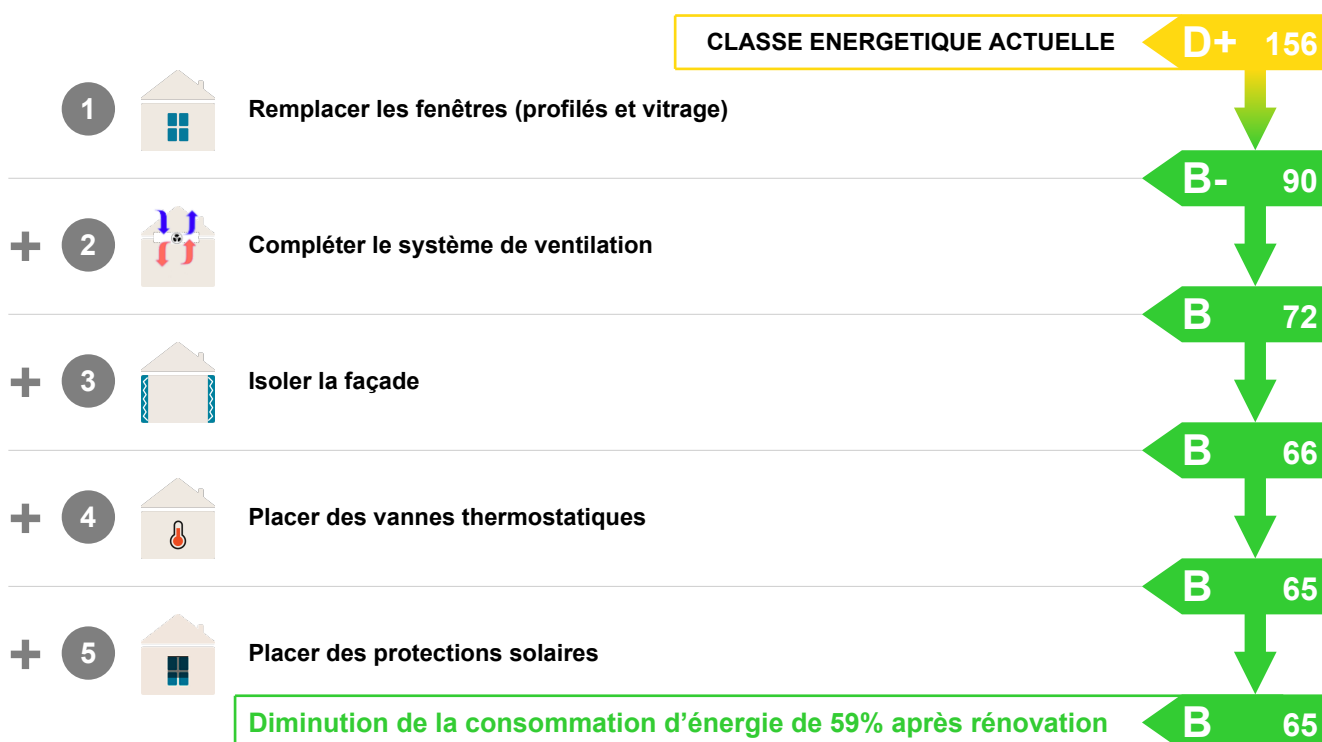 CLASSE ENERGETIQUE ACTUELLE D+ 156
1 Remplacer les fenêtres (profilés et vitrage)
B- 90
+ 2 Compléter le système de ventilation
B 72
+ 3 Isoler la façade
B 66
+ 4 Placer des vannes thermostatiques
B 65
+ 5 Placer des protections solaires
Diminution de la consommation d’énergie de 59% après rénovation B 65